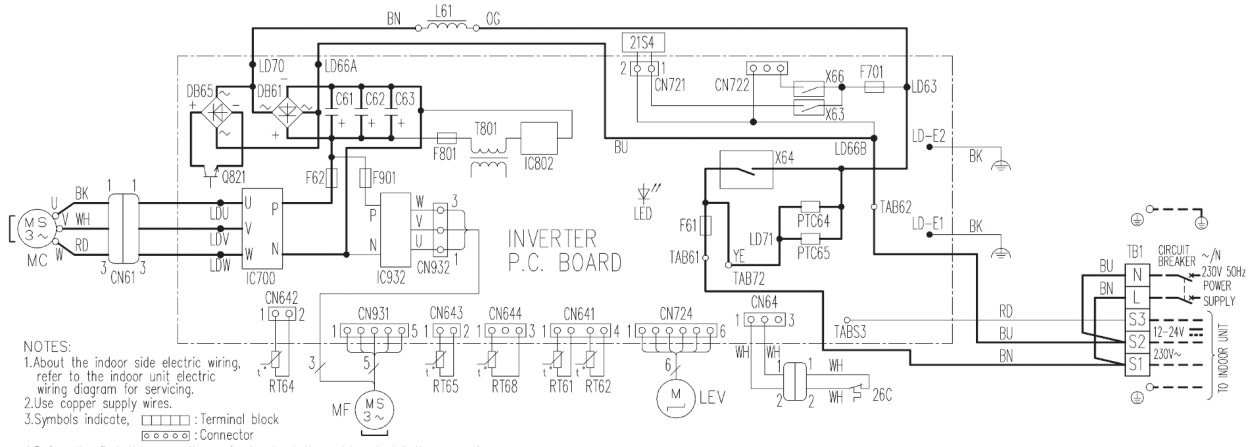 BN L61 OG
21S4
LD70 LD66A
2 1 CN721
CN722
X66 F701
LD63
X63
DB65 DB61
C61 C62 C63
+ - ~ ~ + ~
+ + +
T801
F801 IC802
BU
LD66B
LD-E2
BK
Q821
F62 F901
X64
LED
PTC64
TAB62
U BK 1 1
MS 3~ V WH
W RD 3 3
MC CN61
LDU U P
LDV V
LDW W N
IC700
P W 3
V
N U 1
IC932 CN932
INVERTER
P.C. BOARD
F61
LD71
PTC65
LD-E1
BK
TAB61 YE
TAB72
TB1 CIRCUIT BREAKER ~/N
230V 50Hz
POWER
SUPPLY
BU N
BN L
RD S3
BU S2 12-24V
BN S1 230V~
TO INDOOR UNIT
TABS3
CN642
1 2
t° RT64
CN931
1 5
3 5
MF MS 3~
CN643
1 2
t° RT65
CN644
1 3
t° RT68
CN641
1 4
t° RT61 t° RT62
CN724
1 6
6
M LEV
CN64
1 3
WH WH
1 1 WH
2 2 WH 26C
NOTES:
1.About the indoor side electric wiring,
refer to the indoor unit electric
wiring diagram for servicing.
2.Use copper supply wires.
3.Symbols indicate, : Terminal block
: Connector